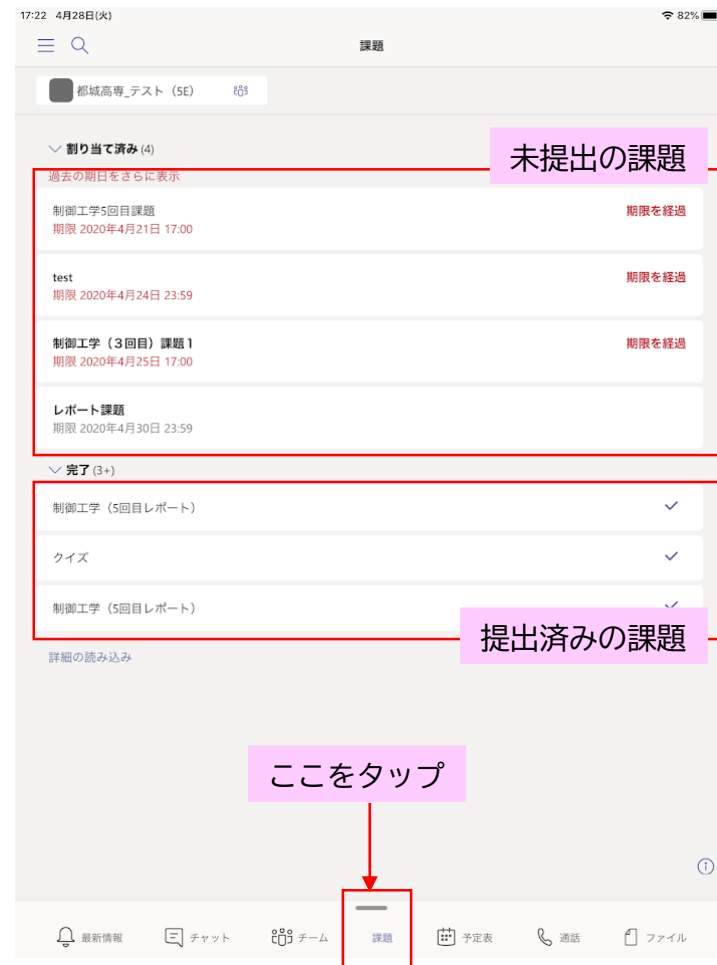 17:22 4月28日(火) 82%
課題
都城高専_テスト（5E）
割り当て済み (4)
未提出の課題
過去の期日をさらに表示
制御工学5回目課題 期限を経過
期限 2020年4月21日 17:00
test 期限を経過
期限 2020年4月24日 23:59
制御工学（３回目）課題１ 期限を経過
期限 2020年4月25日 17:00
レポート課題
期限 2020年4月30日 23:59
完了 (3+)
制御工学（5回目レポート）
クイズ
制御工学（5回目レポート）
提出済みの課題
詳細の読み込み
ここをタップ
最新情報 チャット チーム 課題 予定表 通話 ファイル